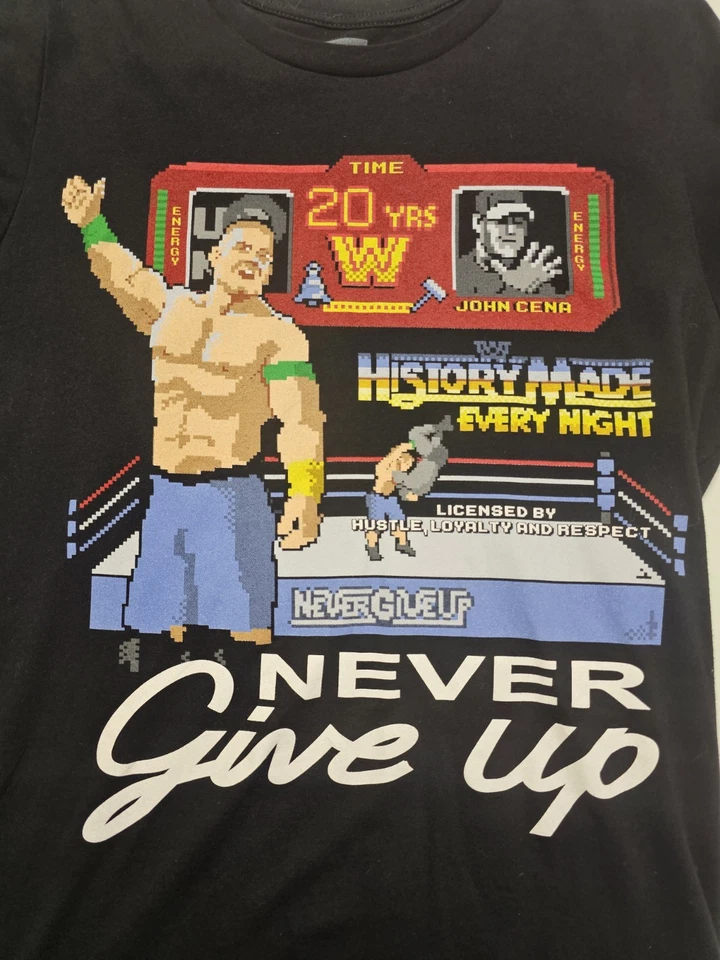 TIME
ENERGY
20 YRS
W
ENERGY
JOHN CENA
HISTORY MADE
EVERY NIGHT
LICENSED BY
HUSTLE, LOYALTY AND RESPECT
NEVER GIVE UP
NEVER
Give up